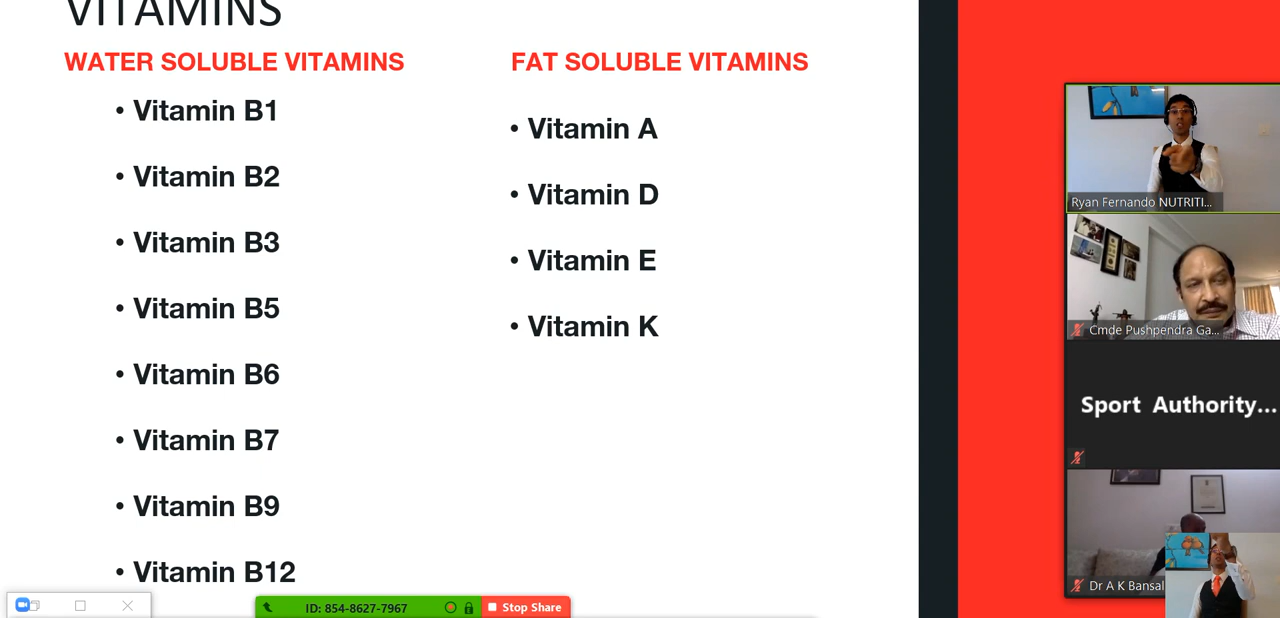 VITAMINS
WATER SOLUBLE VITAMINS
• Vitamin B1
• Vitamin B2
• Vitamin B3
• Vitamin B5
• Vitamin B6
• Vitamin B7
• Vitamin B9
• Vitamin B12
FAT SOLUBLE VITAMINS
• Vitamin A
• Vitamin D
• Vitamin E
• Vitamin K
Ryan Fernando NUTRITI...
Cmde Pushpendra Ga...
Sport Authority...
Dr A K Bansal
ID: 854-8627-7967
Stop Share